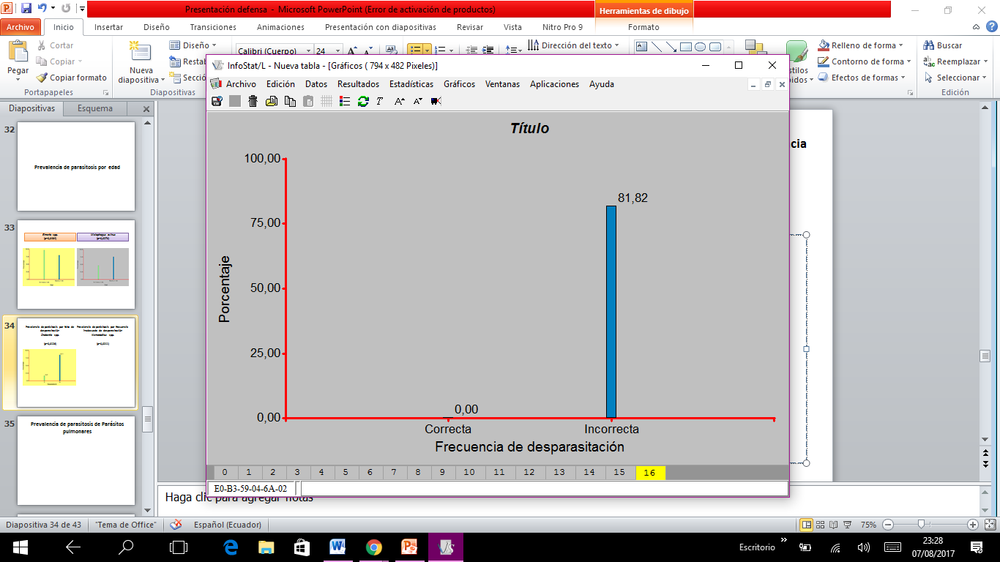 Presentación defensa - Microsoft PowerPoint (Error de activación de productos)
Herramientas de dibujo
Archivo Inicio Insertar Diseño Transiciones Animaciones Presentación con diapositivas Revisar Vista Nitro Pro 9 Formato
Pegar
Cortar
Copiar
Copiar formato
Portapapeles
Nueva diapositiva
Diseño
Diapositivas
Calibri (Cuerpo) 24
Dirección del texto
Relleno de forma
Contorno de forma
Efectos de formas
Buscar
Reemplazar
Seleccionar
Edición
Diapositivas Esquema
32
Prevalencia de parasitosis por edad
33
34
35
Prevalencia de parasitosis de Parásitos
pulmonares
InfoStat/L - Nueva tabla - [Gráficos ( 794 x 482 Pixeles)]
Archivo Edición Datos Resultados Estadísticas Gráficos Ventanas Aplicaciones Ayuda
Título
100,00
75,00
50,00
25,00
0,00
Porcentaje
81,82
0,00
Correcta Incorrecta
Frecuencia de desparasitación
0 1 2 3 4 5 6 7 8 9 10 11 12 13 14 15 16
E0-B3-59-04-6A-02
cia
Haga clic para agregar notas
Diapositiva 34 de 43 "Tema de Office" Español (Ecuador) 75%
Escritorio
23:28
07/08/2017